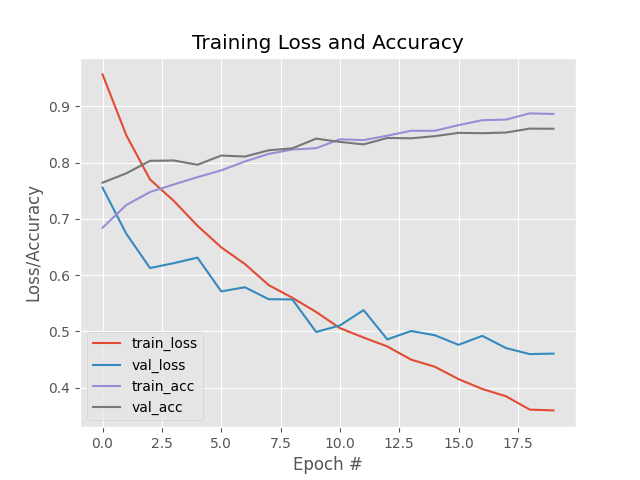 Training Loss and Accuracy
Loss/Accuracy
0.9
0.8
0.7
0.6
0.5
0.4
train_loss
val_loss
train_acc
val_acc
0.0 2.5 5.0 7.5 10.0 12.5 15.0 17.5
Epoch #